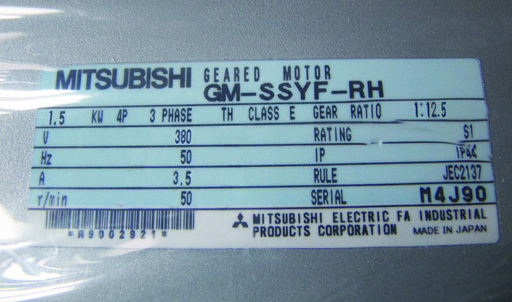 MITSUBISHI GEARED MOTOR
GM-SSYF-RH
1.5 KW 4P 3 PHASE TH CLASS E GEAR RATIO 1:12.5
V 380 RATING S1
Hz 50 IP IP44
A 3.5 RULE JEC2137
r/min 50 SERIAL M4J90
*R9002921*
MITSUBISHI ELECTRIC FA INDUSTRIAL
PRODUCTS CORPORATION MADE IN JAPAN